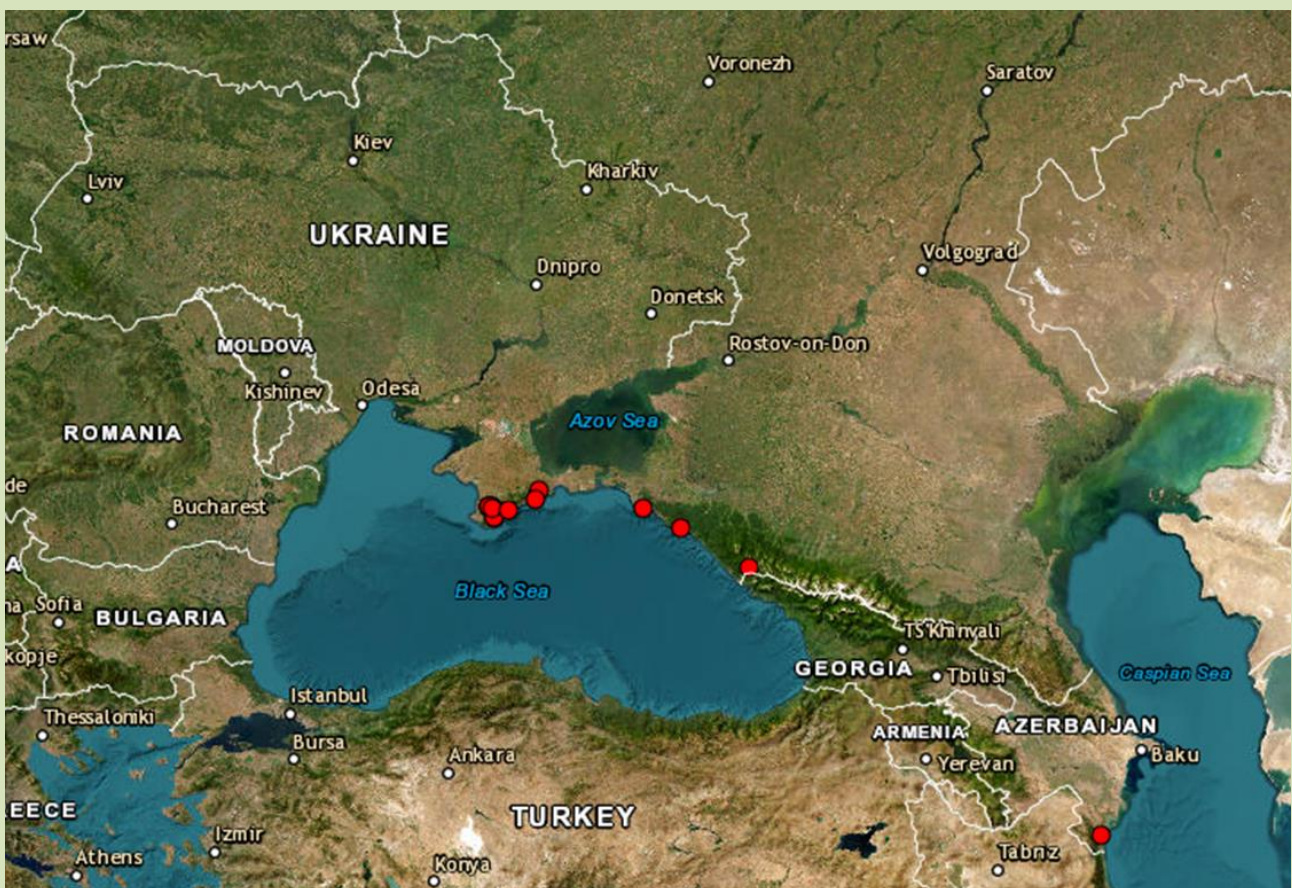 rsaw
Voronezh
Saratov
Kiev
Kharkiv
Lviv
UKRAINE
Volgograd
Dnipro
Donetsk
MOLDOVA
Rostov-on-Don
Kishinev
Odesa
Azov Sea
ROMANIA
de
Bucharest
A
Black Sea
na
Sofia
BULGARIA
TS'Khinvali
kopje
GEORGIA
Tbilisi
Caspian Sea
Istanbul
Thessaloniki
AZERBAIJAN
ARMENIA
Bursa
Ankara
Yerevan
Baku
EECE
TURKEY
Izmir
Athens
Konya
Tabriz